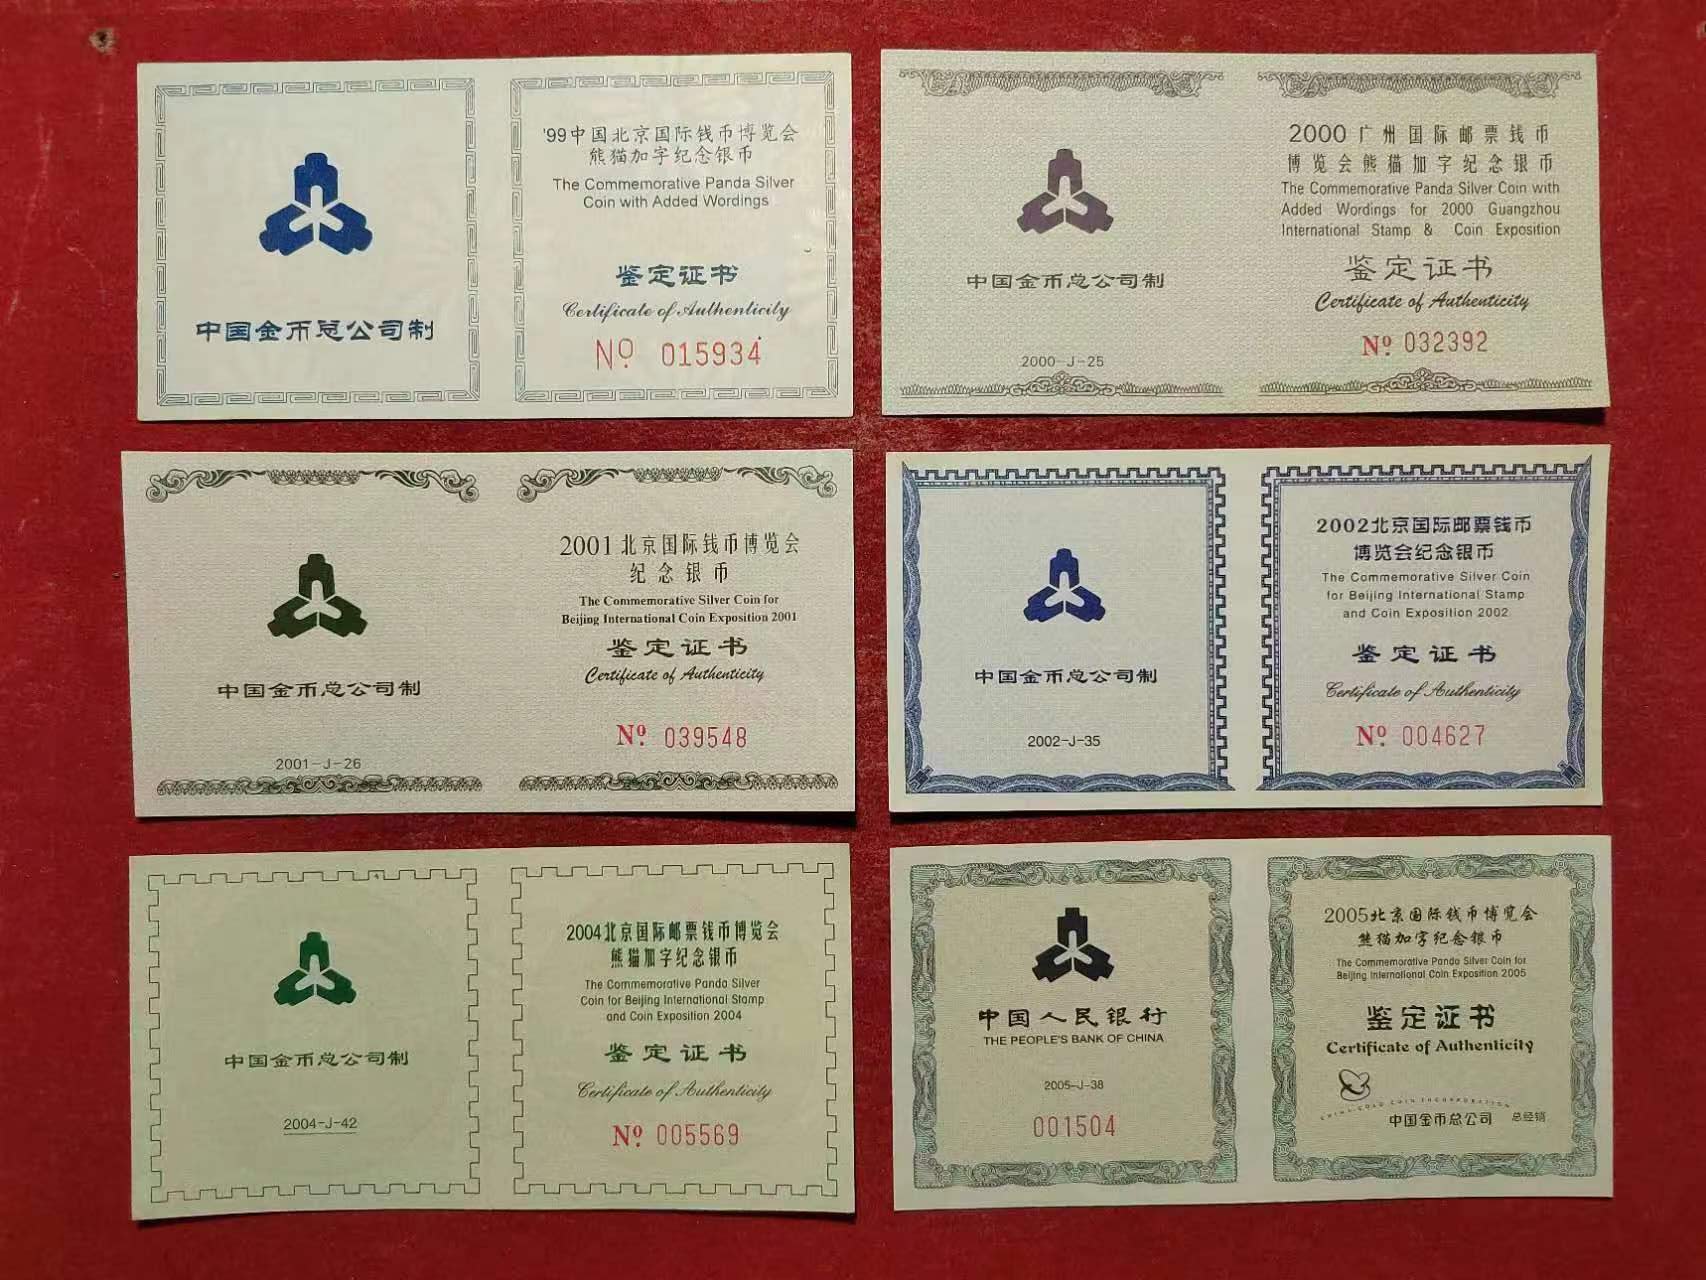 中国金币总公司制
'99中国北京国际钱币博览会
熊猫加字纪念银币
The Commemorative Panda Silver
Coin with Added Wordings
鉴定证书
Certificate of Authenticity
Nº 015934
中国金币总公司制
2000-J-25
2000广州国际邮票钱币
博览会熊猫加字纪念银币
The Commemorative Panda Silver Coin with
Added Wordings for 2000 Guangzhou
International Stamp & Coin Exposition
鉴定证书
Certificate of Authenticity
Nº 032392
中国金币总公司制
2001-J-26
2001北京国际钱币博览会
纪念银币
The Commemorative Silver Coin for
Beijing International Coin Exposition 2001
鉴定证书
Certificate of Authenticity
Nº 039548
中国金币总公司制
2002-J-35
2002北京国际邮票钱币
博览会纪念银币
The Commemorative Silver Coin
for Beijing International Stamp
and Coin Exposition 2002
鉴定证书
Certificate of Authenticity
Nº 004627
中国金币总公司制
2004-J-42
2004北京国际邮票钱币博览会
熊猫加字纪念银币
The Commemorative Panda Silver
Coin for Beijing International Stamp
and Coin Exposition 2004
鉴定证书
Certificate of Authenticity
Nº 005569
中国人民银行
THE PEOPLE'S BANK OF CHINA
2005-J-38
001504
2005北京国际钱币博览会
熊猫加字纪念银币
The Commemorative Panda Silver Coin for
Beijing International Coin Exposition 2005
鉴定证书
Certificate of Authenticity
CHINA GOLD COIN INCORPORATION
中国金币总公司 总经销